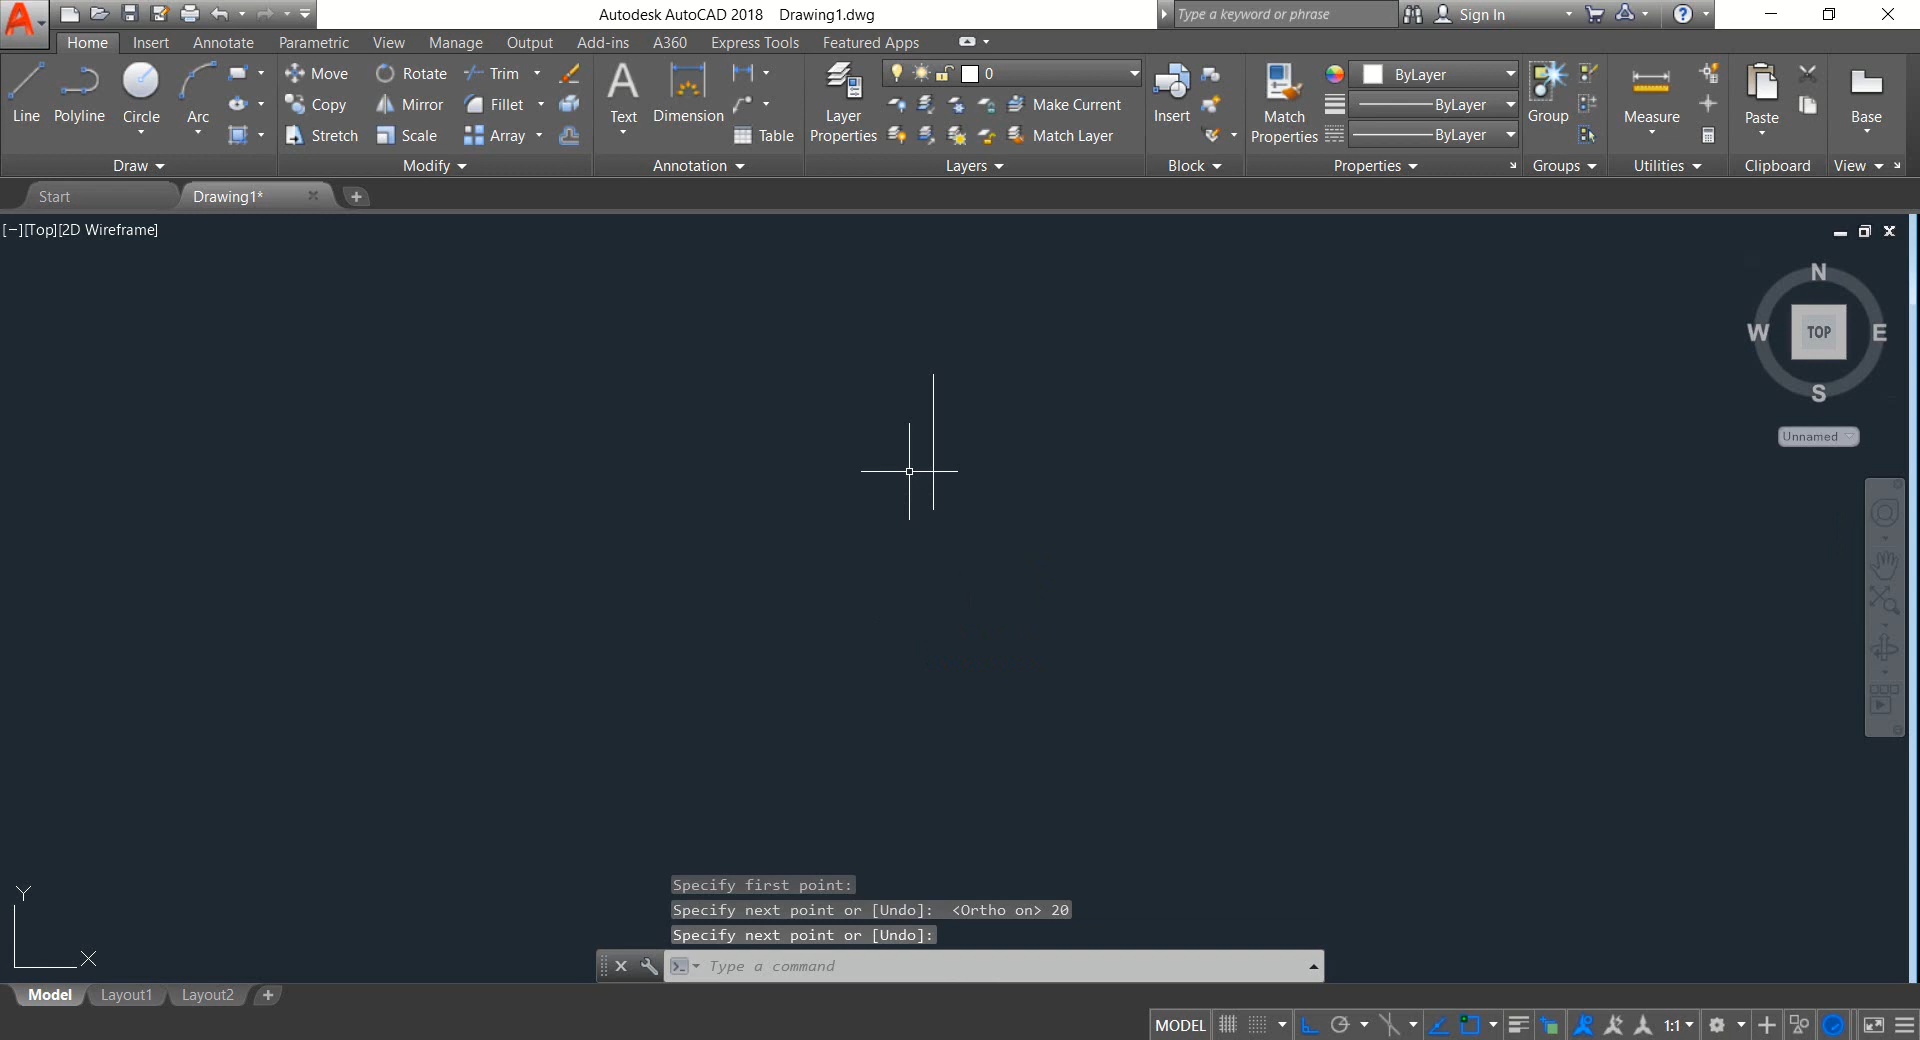 Autodesk AutoCAD 2018 Drawing1.dwg
Type a keyword or phrase
Sign In
Home Insert Annotate Parametric View Manage Output Add-ins A360 Express Tools Featured Apps
Line Polyline Circle Arc
Move Rotate Trim
Copy Mirror Fillet
Stretch Scale Array
Text Dimension Table
Layer Properties
0
Make Current
Match Layer
Insert
Match Properties
ByLayer
ByLayer
ByLayer
Group
Measure
Paste
Base
Draw Modify Annotation Layers Block Properties Groups Utilities Clipboard View
Start Drawing1*
[−][Top][2D Wireframe]
N
W TOP E
S
Unnamed
Y
X
Specify first point:
Specify next point or [Undo]: <Ortho on> 20
Specify next point or [Undo]:
Type a command
Model Layout1 Layout2
MODEL 1:1